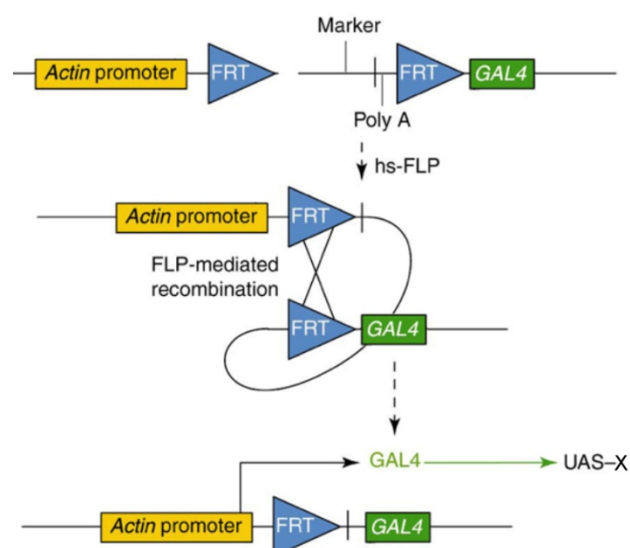 Marker
Actin promoter FRT FRT GAL4
Poly A
hs-FLP
Actin promoter FRT
FLP-mediated
recombination
FRT GAL4
GAL4 UAS–X
Actin promoter FRT GAL4